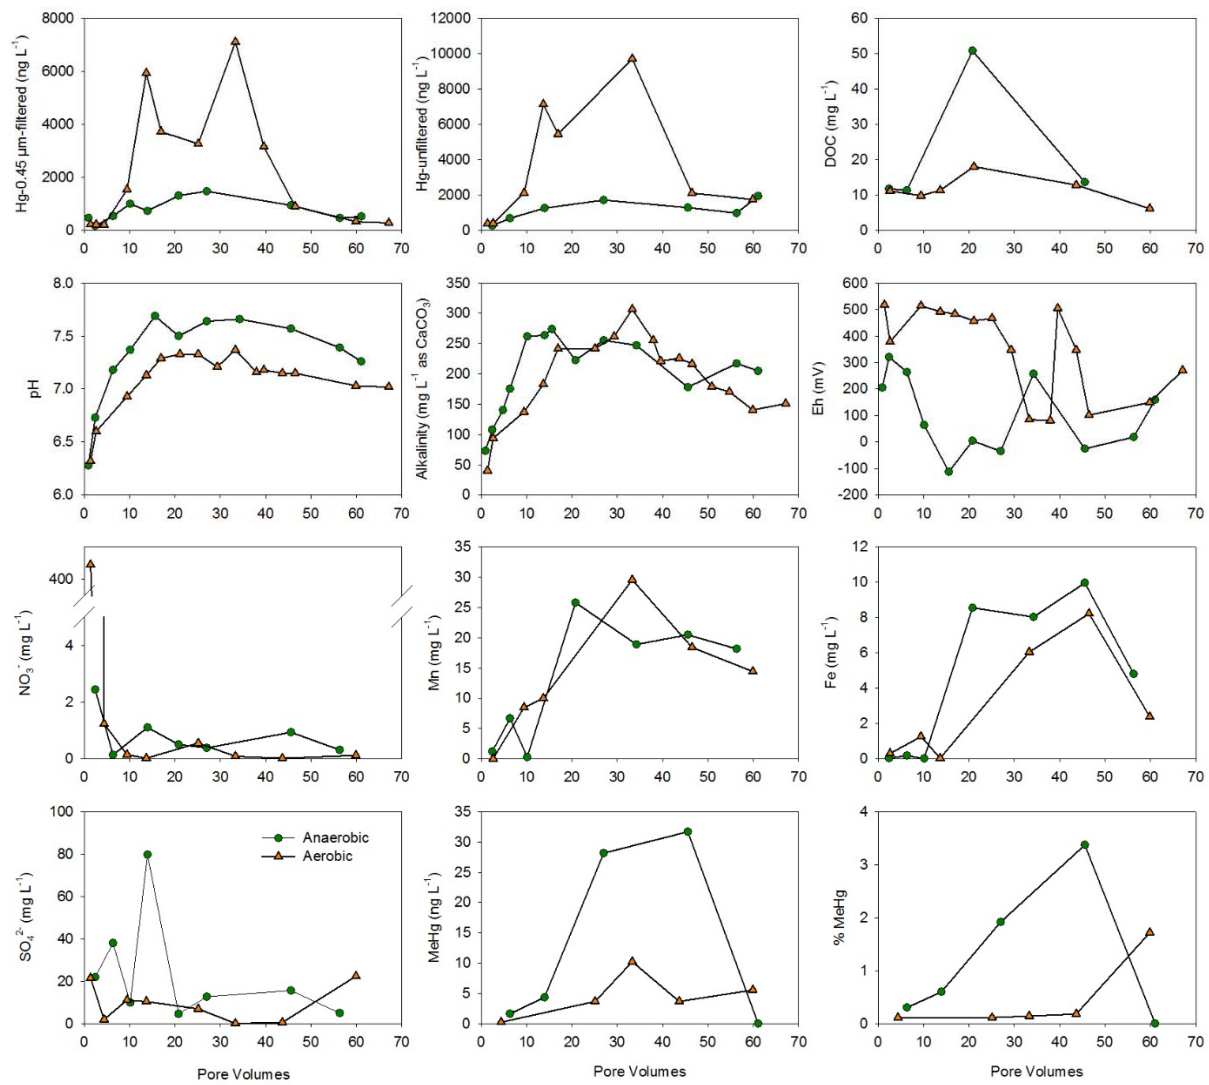 Hg-0.45 µm-filtered (ng L⁻¹)
8000
6000
4000
2000
0
0 10 20 30 40 50 60 70
Hg-unfiltered (ng L⁻¹)
12000
10000
8000
6000
4000
2000
0
0 10 20 30 40 50 60 70
DOC (mg L⁻¹)
60
50
40
30
20
10
0
0 10 20 30 40 50 60 70
pH
8.0
7.5
7.0
6.5
6.0
0 10 20 30 40 50 60 70
Alkalinity (mg L⁻¹ as CaCO₃)
350
300
250
200
150
100
50
0
0 10 20 30 40 50 60 70
Eh (mV)
600
500
400
300
200
100
0
-100
-200
0 10 20 30 40 50 60 70
NO₃⁻ (mg L⁻¹)
400
4
2
0
0 10 20 30 40 50 60 70
Mn (mg L⁻¹)
35
30
25
20
15
10
5
0
0 10 20 30 40 50 60 70
Fe (mg L⁻¹)
12
10
8
6
4
2
0
0 10 20 30 40 50 60 70
SO₄²⁻ (mg L⁻¹)
100
80
60
40
20
0
Anaerobic
Aerobic
0 10 20 30 40 50 60 70
Pore Volumes
MeHg (ng L⁻¹)
35
30
25
20
15
10
5
0
0 10 20 30 40 50 60 70
Pore Volumes
% MeHg
4
3
2
1
0
0 10 20 30 40 50 60 70
Pore Volumes